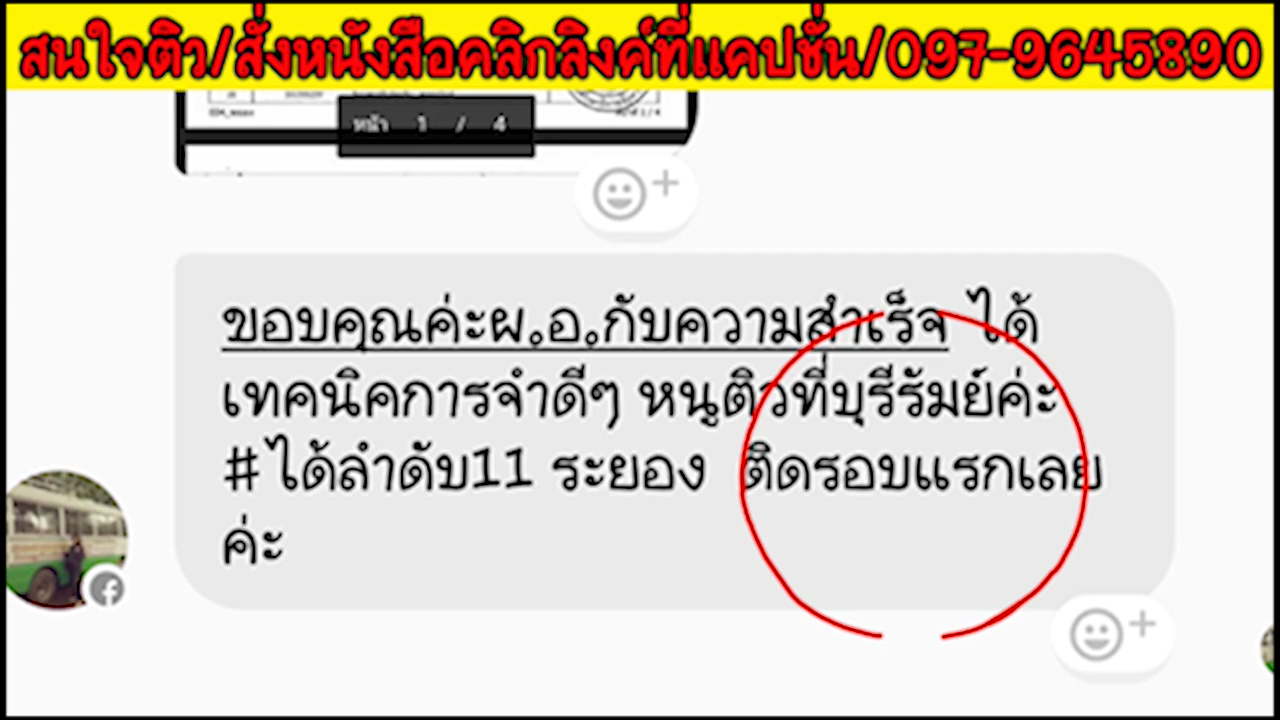 สนใจติว/สั่งหนังสือคลิกลิงค์ที่แคปชั่น/097-9645890
หน้า 1 / 4
ขอบคุณค่ะผ.อ.กับความสำเร็จ ได้
เทคนิคการจำดีๆ หนูติวที่บุรีรัมย์ค่ะ
#ได้ลำดับ11 ระยอง ติดรอบแรกเลย
ค่ะ